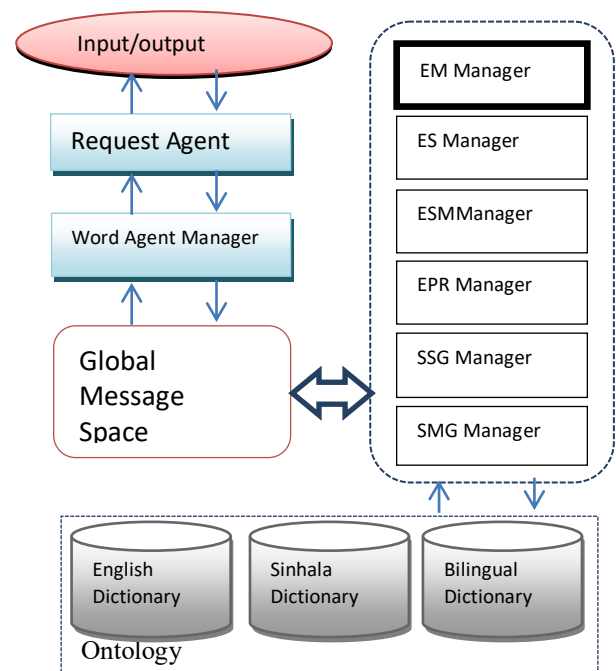 Input/output
Request Agent
Word Agent Manager
Global
Message
Space
EM Manager
ES Manager
ESMManager
EPR Manager
SSG Manager
SMG Manager
English
Dictionary
Sinhala
Dictionary
Bilingual
Dictionary
Ontology